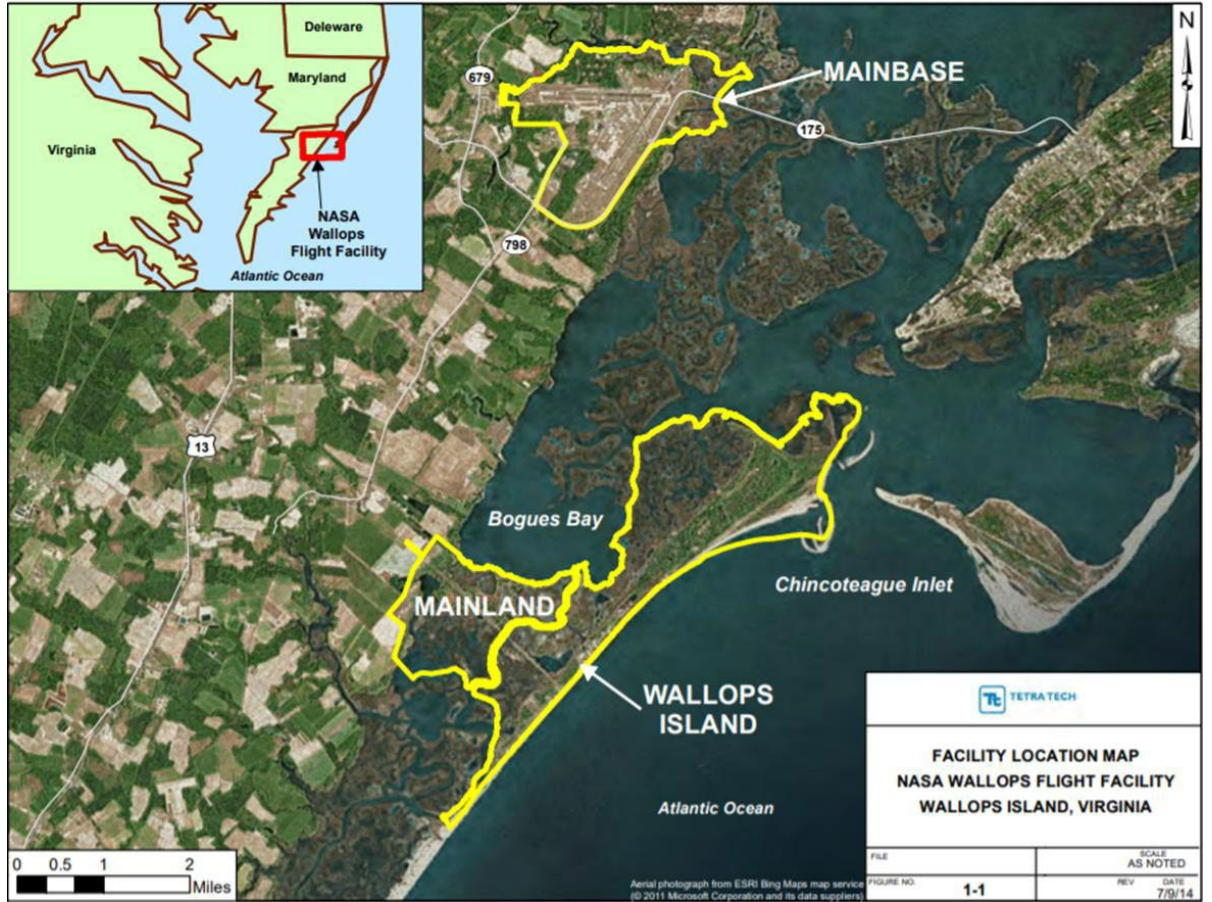 Delaware
Maryland
Virginia
NASA
Wallops
Flight Facility
Atlantic Ocean
679
MAINBASE
175
798
N
13
Bogues Bay
MAINLAND
Chincoteague Inlet
WALLOPS
ISLAND
Atlantic Ocean
0 0.5 1 2
Miles
Aerial photograph from ESRI Bing Maps map service
(© 2011 Microsoft Corporation and its data suppliers)
Tt TETRA TECH
FACILITY LOCATION MAP
NASA WALLOPS FLIGHT FACILITY
WALLOPS ISLAND, VIRGINIA
FILE
SCALE
AS NOTED
FIGURE NO.
1-1
REV DATE
7/9/14